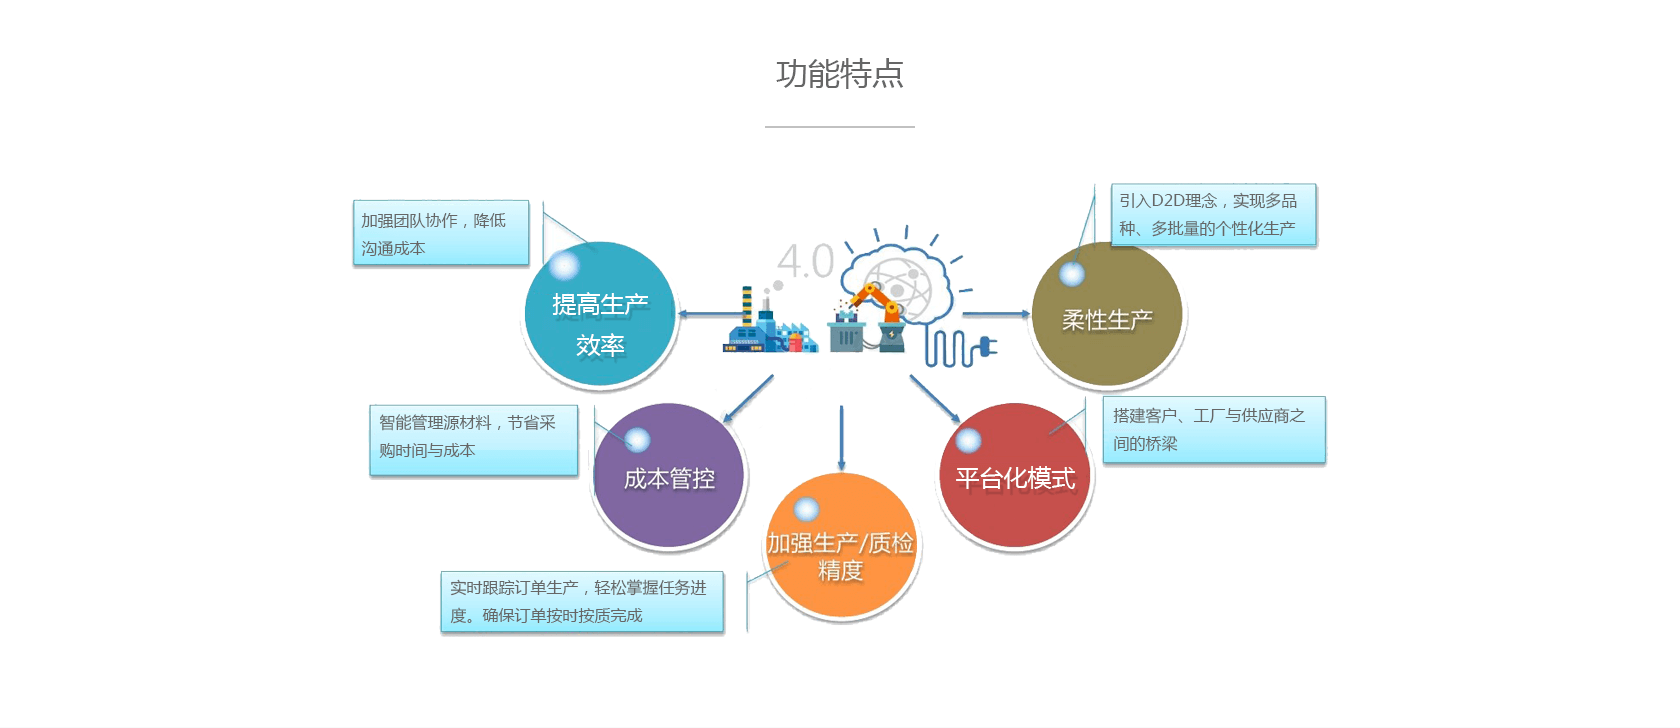 功能特点
加强团队协作，降低
沟通成本
提高生产
效率
4.0
引入D2D理念，实现多品
种、多批量的个性化生产
柔性生产
智能管理源材料，节省采
购时间与成本
成本管控
搭建客户、工厂与供应商之
间的桥梁
平台化模式
加强生产/质检
精度
实时跟踪订单生产，轻松掌握任务进
度。确保订单按时按质完成